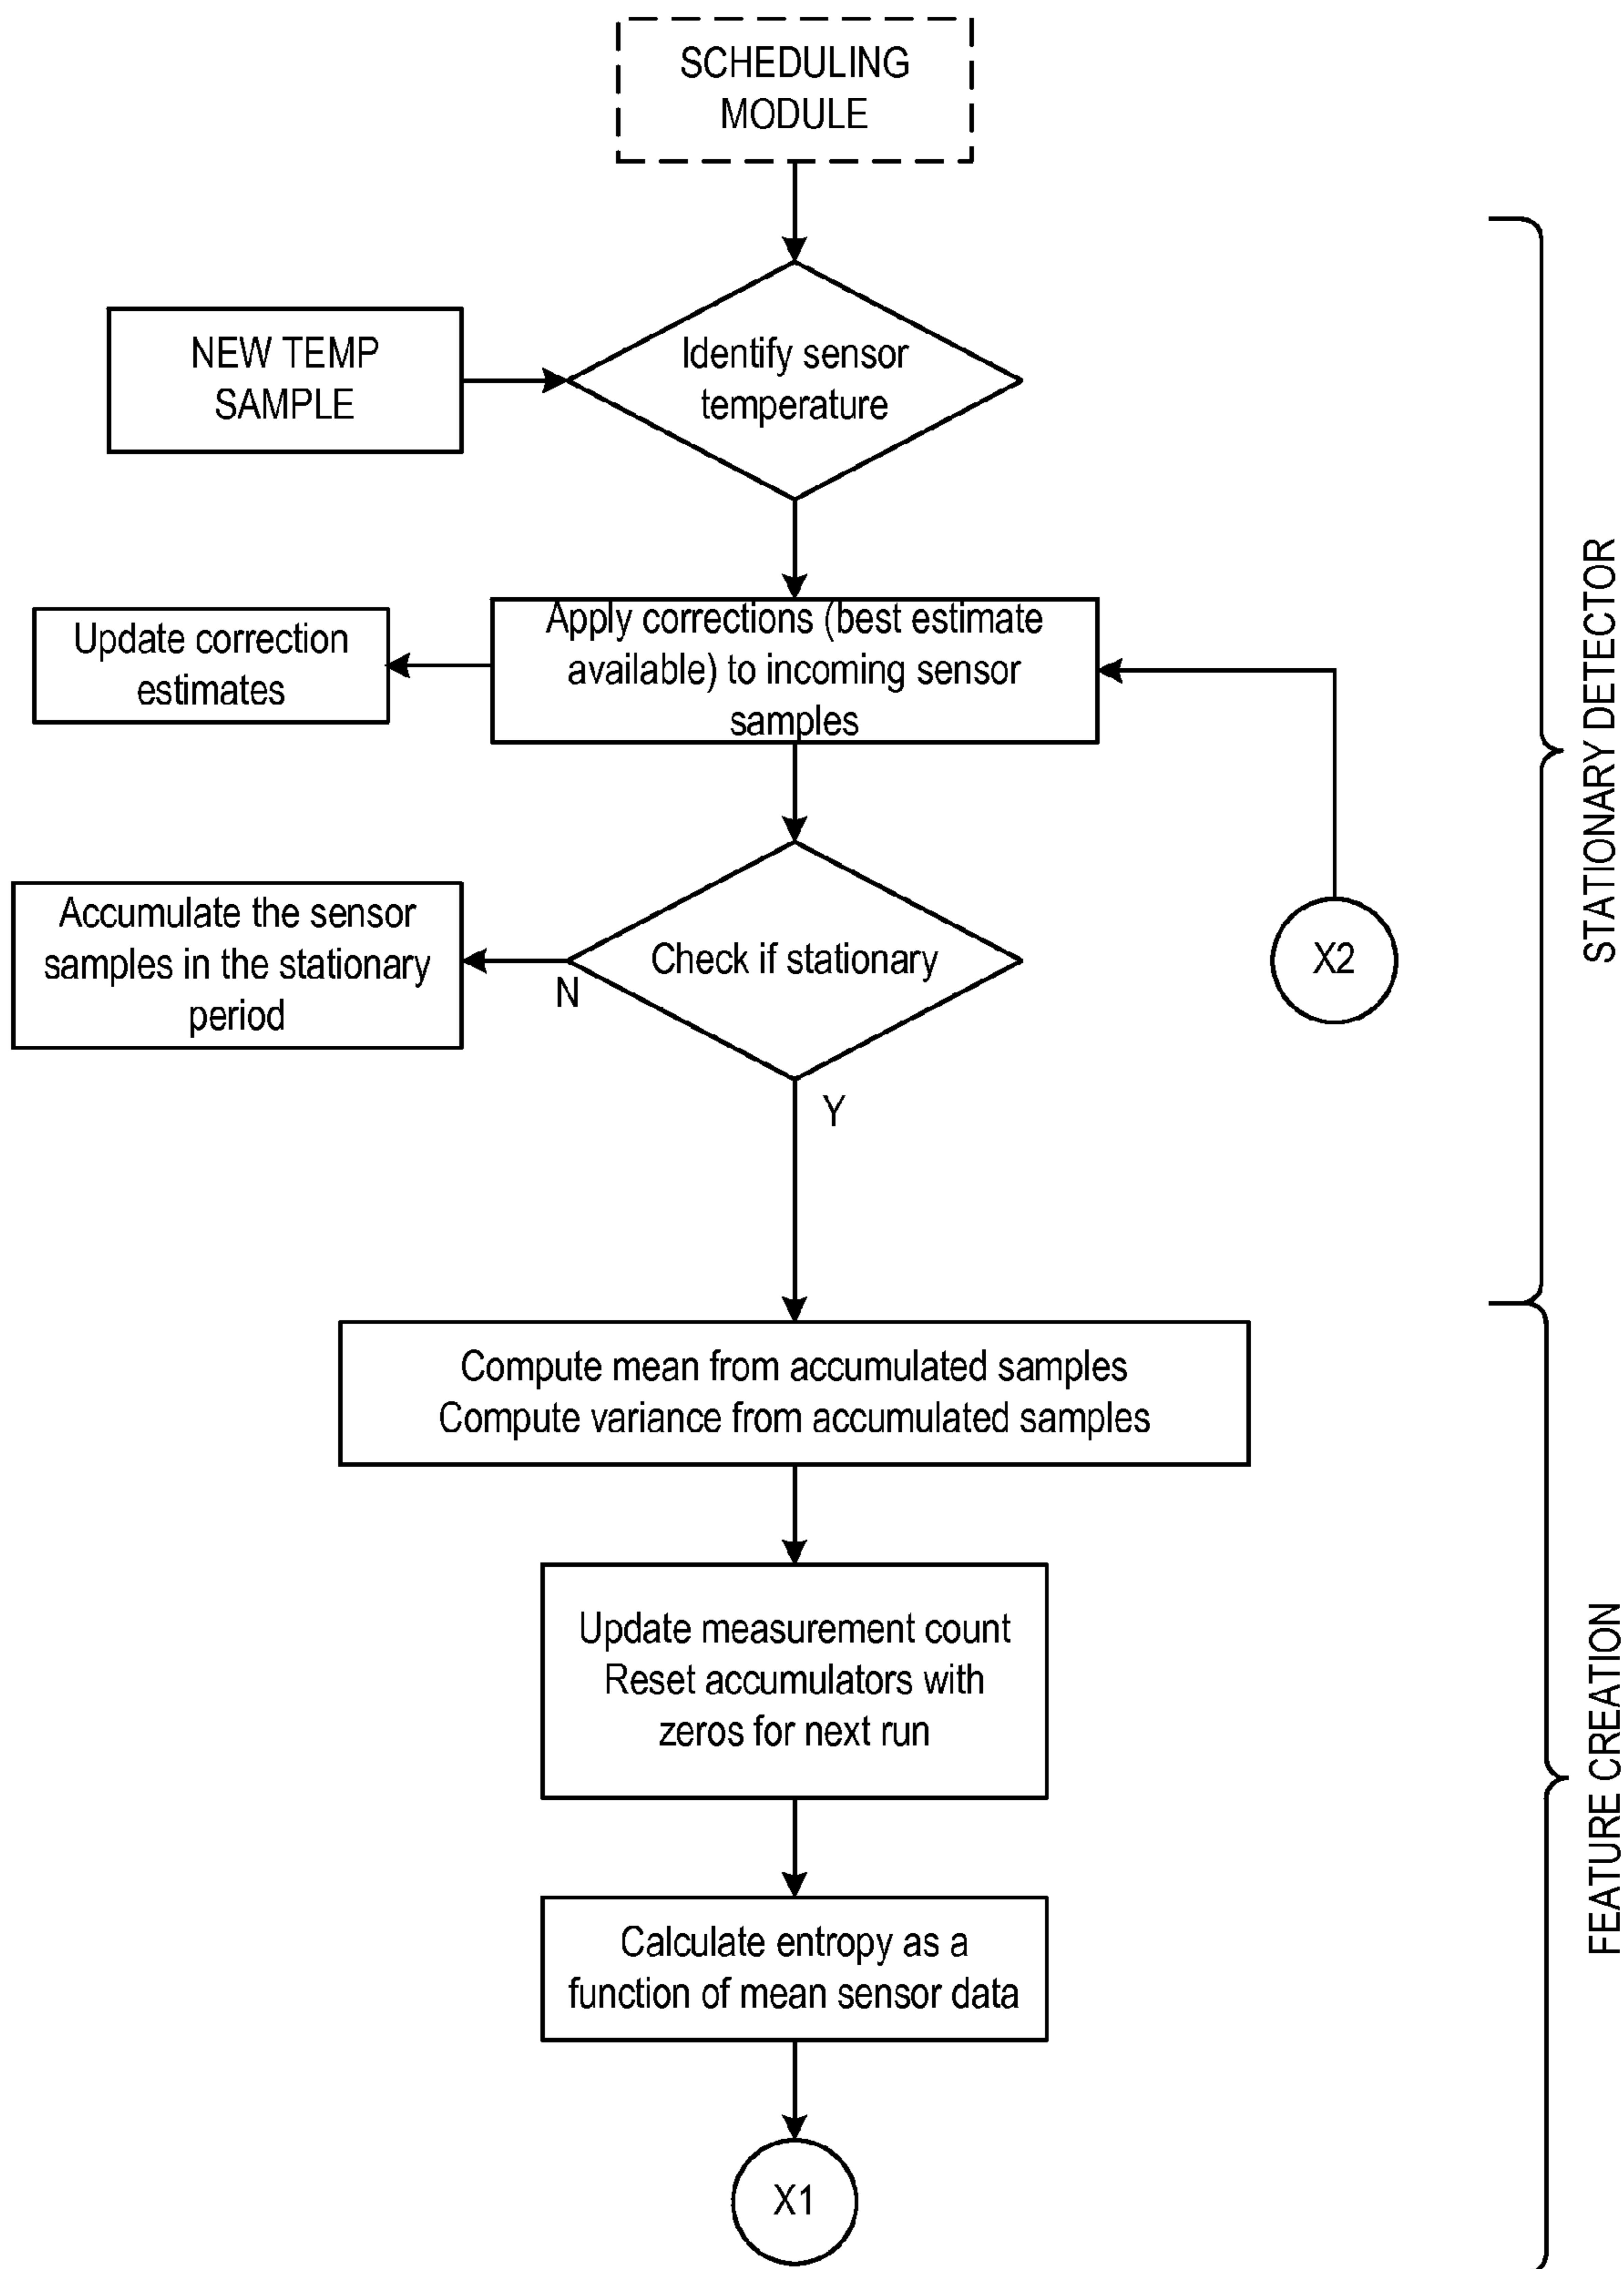 SCHEDULING
MODULE
NEW TEMP
SAMPLE
Identify sensor
temperature
Update correction
estimates
Apply corrections (best estimate
available) to incoming sensor
samples
Accumulate the sensor
samples in the stationary
period
N
Check if stationary
X2
Y
STATIONARY DETECTOR
Compute mean from accumulated samples
Compute variance from accumulated samples
Update measurement count
Reset accumulators with
zeros for next run
Calculate entropy as a
function of mean sensor data
X1
FEATURE CREATION